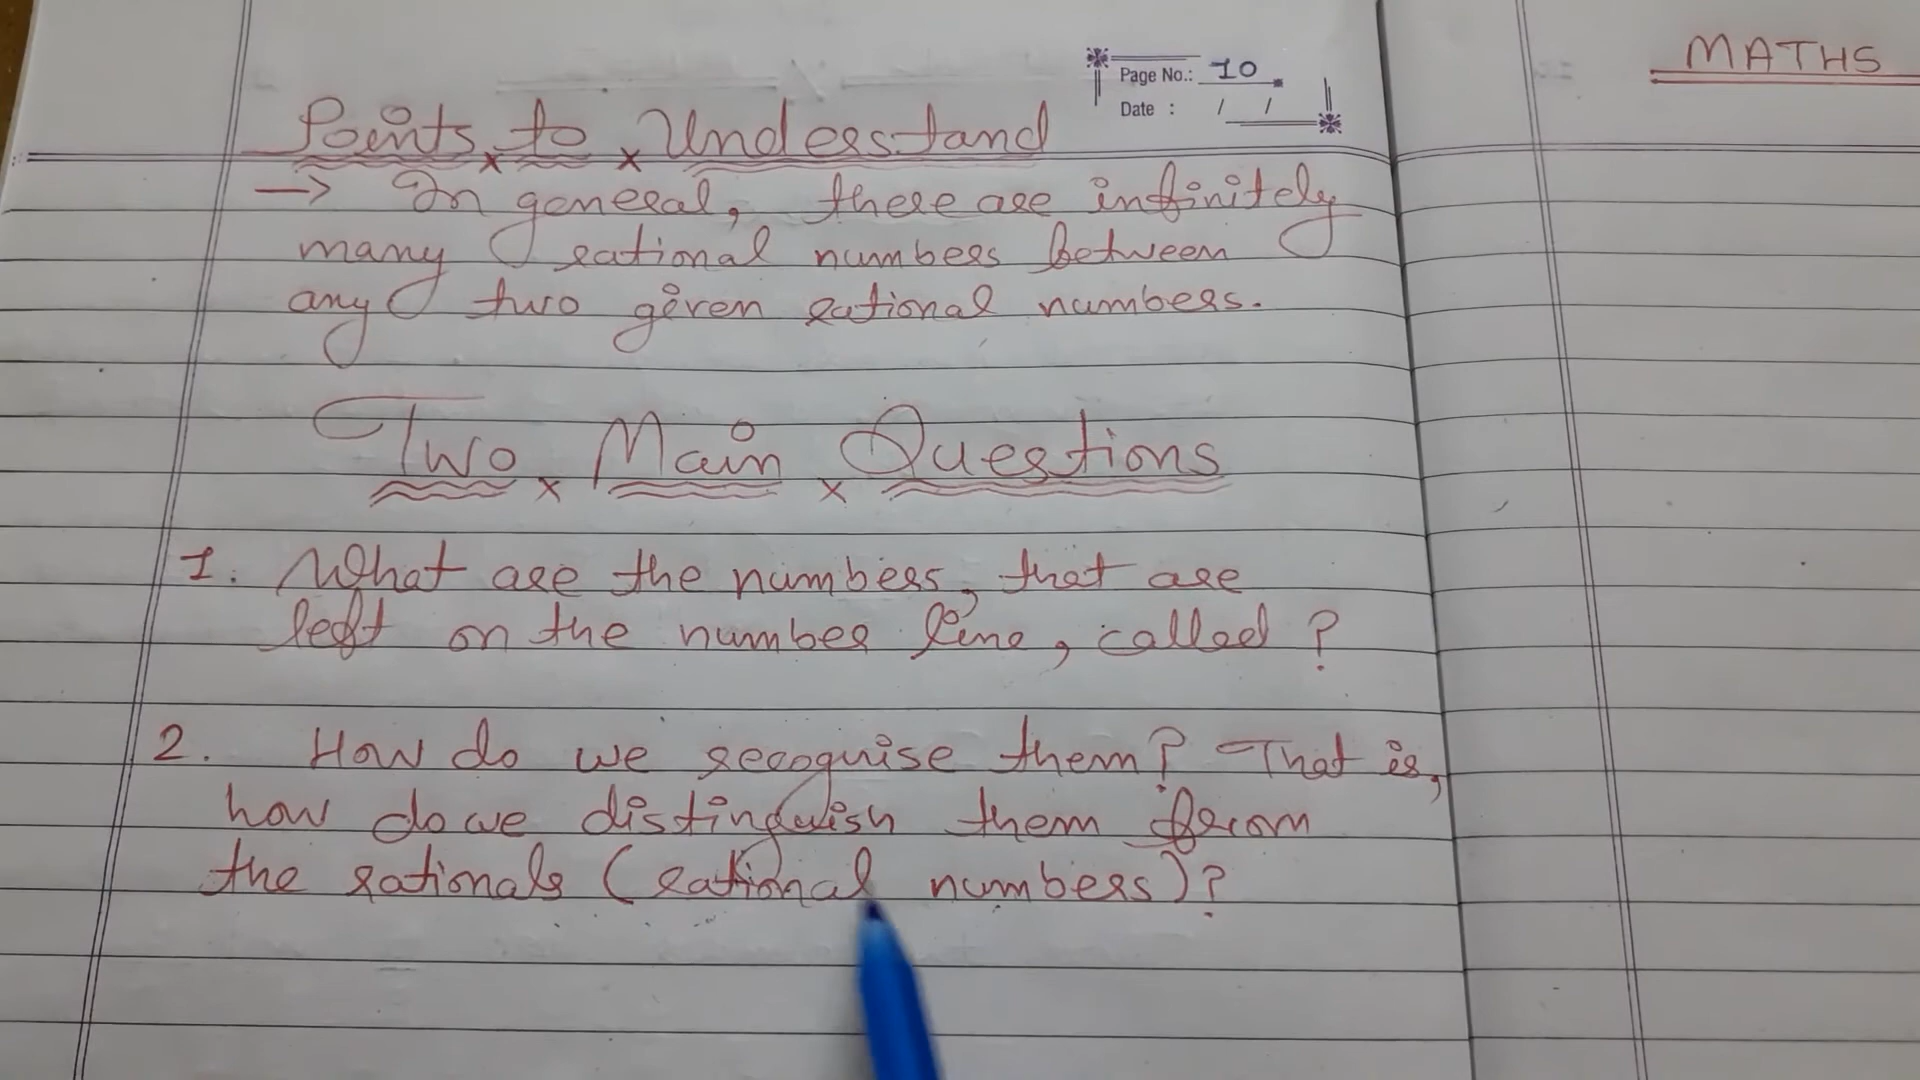 MATHS
Page No.: 10
Date : / /
Points to Understand
→ In general, there are infinitely
many rational numbers between
any two given rational numbers.
Two Main Questions
1. What are the numbers, that are
left on the number line, called?
2. How do we recognise them? That is,
how do we distinguish them from
the rationals (rational numbers)?